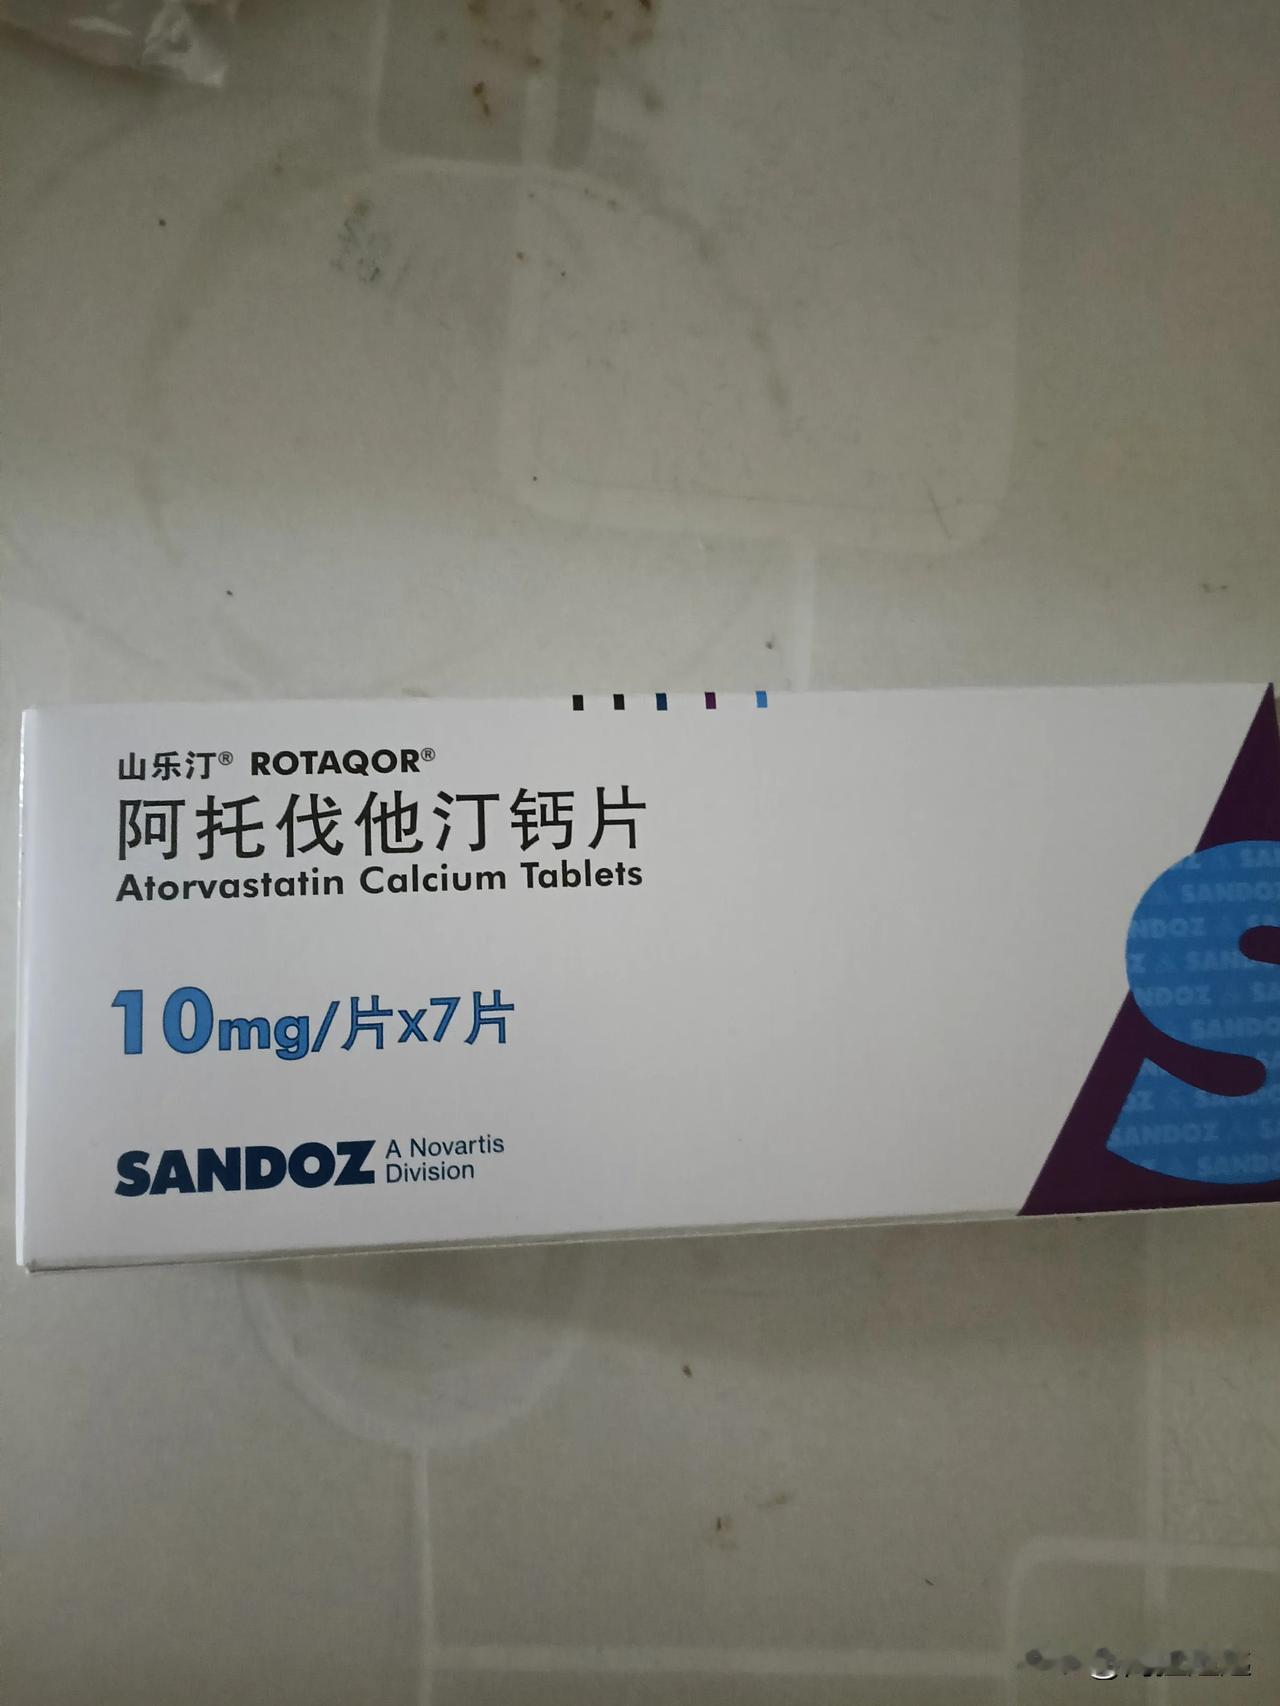 山乐汀® ROTAQOR®
阿托伐他汀钙片
Atorvastatin Calcium Tablets
10mg/片x7片
SANDOZ A Novartis
Division